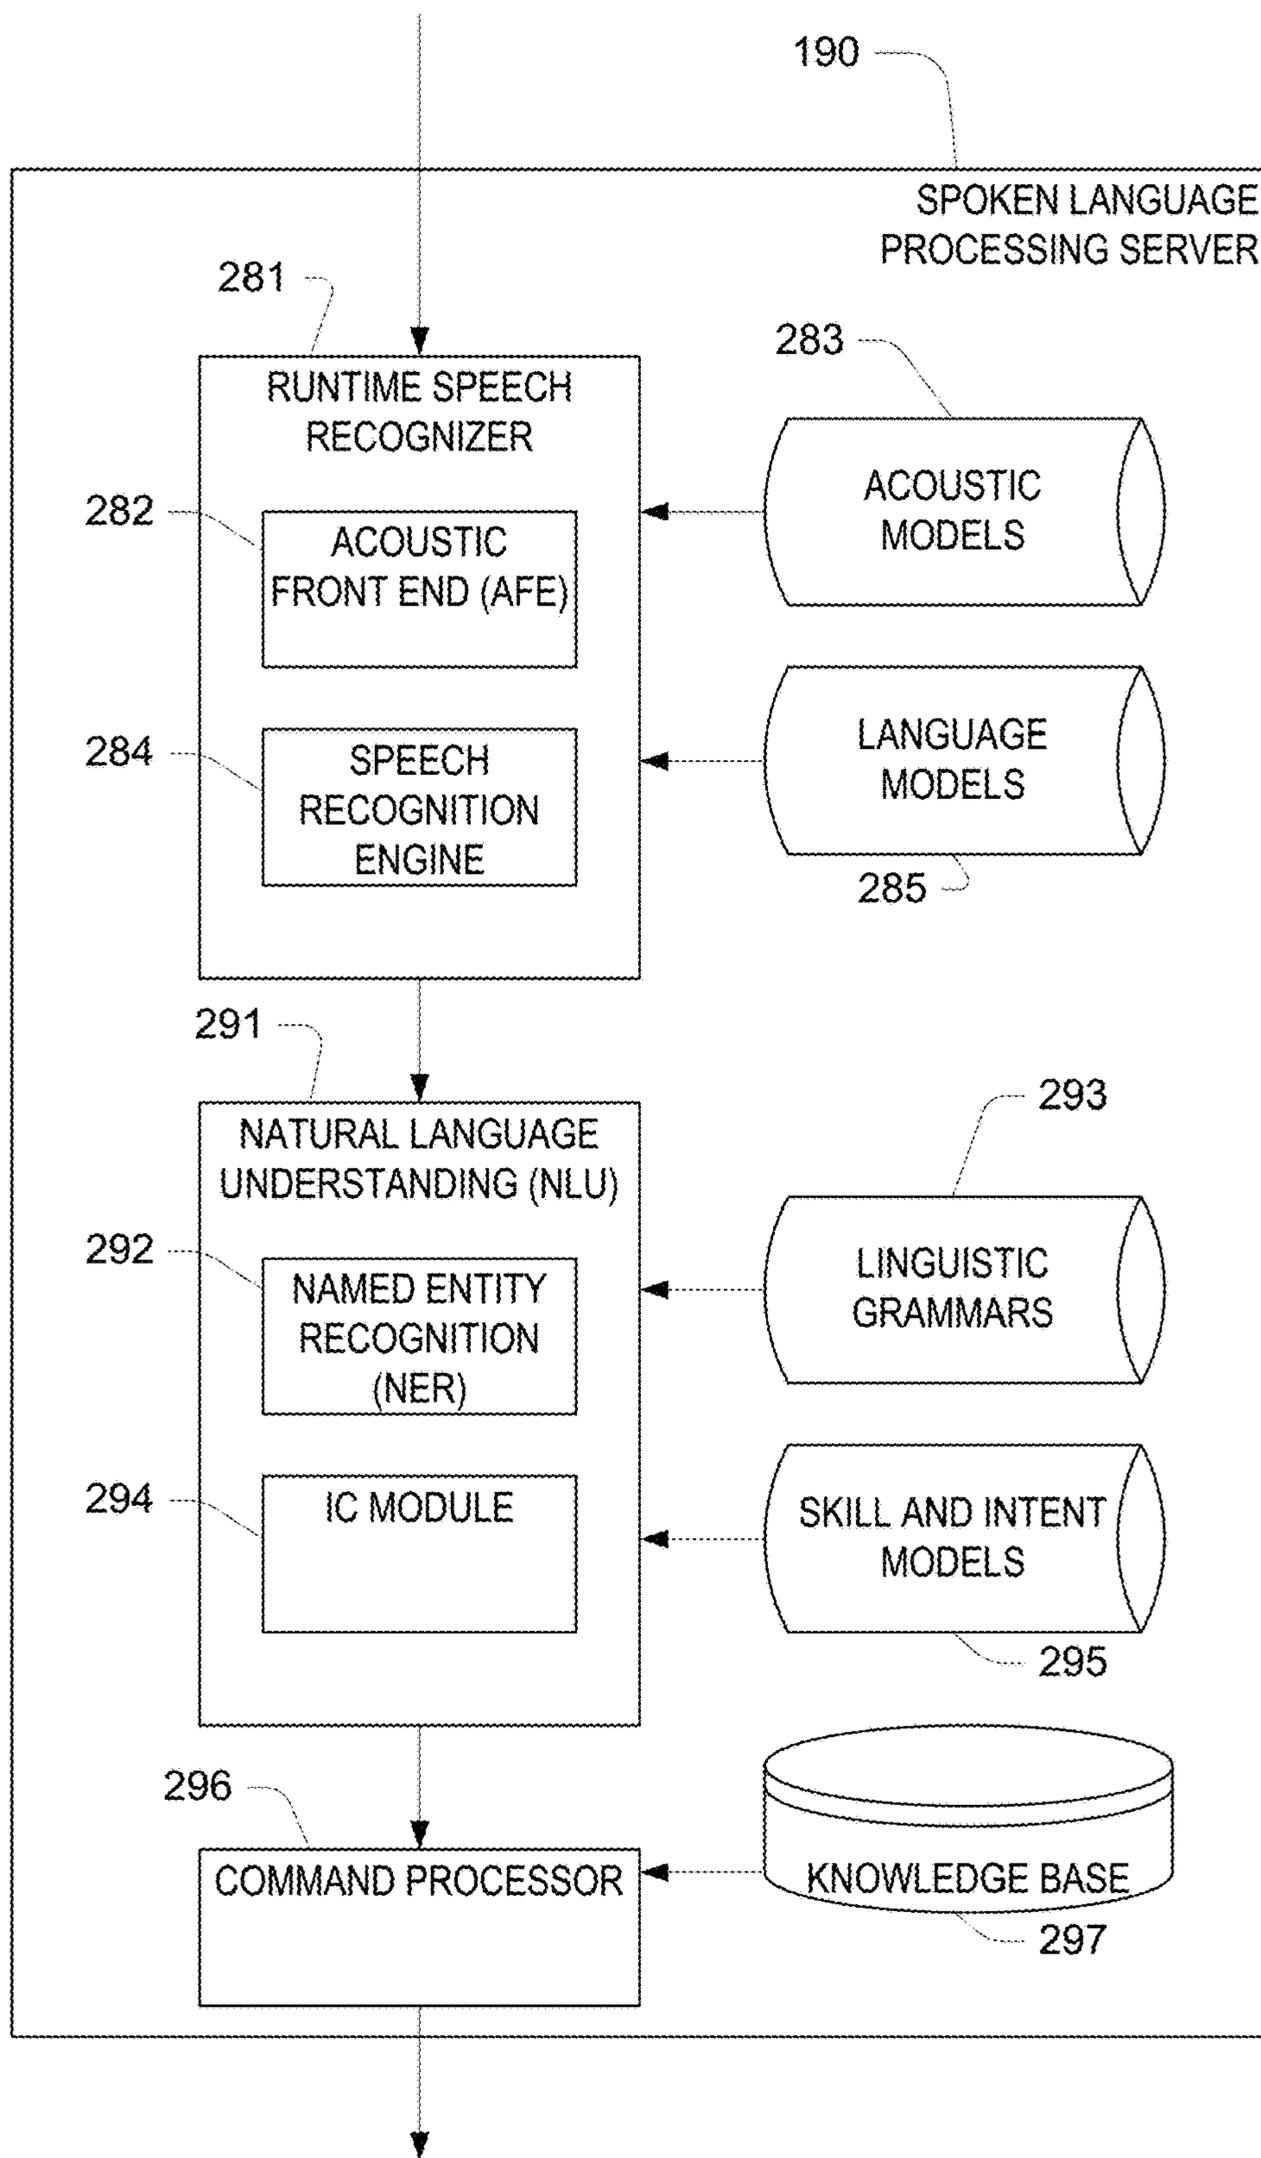 190
SPOKEN LANGUAGE
PROCESSING SERVER
281
RUNTIME SPEECH
RECOGNIZER
283
ACOUSTIC
MODELS
282
ACOUSTIC
FRONT END (AFE)
LANGUAGE
MODELS
285
284
SPEECH
RECOGNITION
ENGINE
291
NATURAL LANGUAGE
UNDERSTANDING (NLU)
293
LINGUISTIC
GRAMMARS
292
NAMED ENTITY
RECOGNITION
(NER)
294
IC MODULE
SKILL AND INTENT
MODELS
295
296
COMMAND PROCESSOR
KNOWLEDGE BASE
297